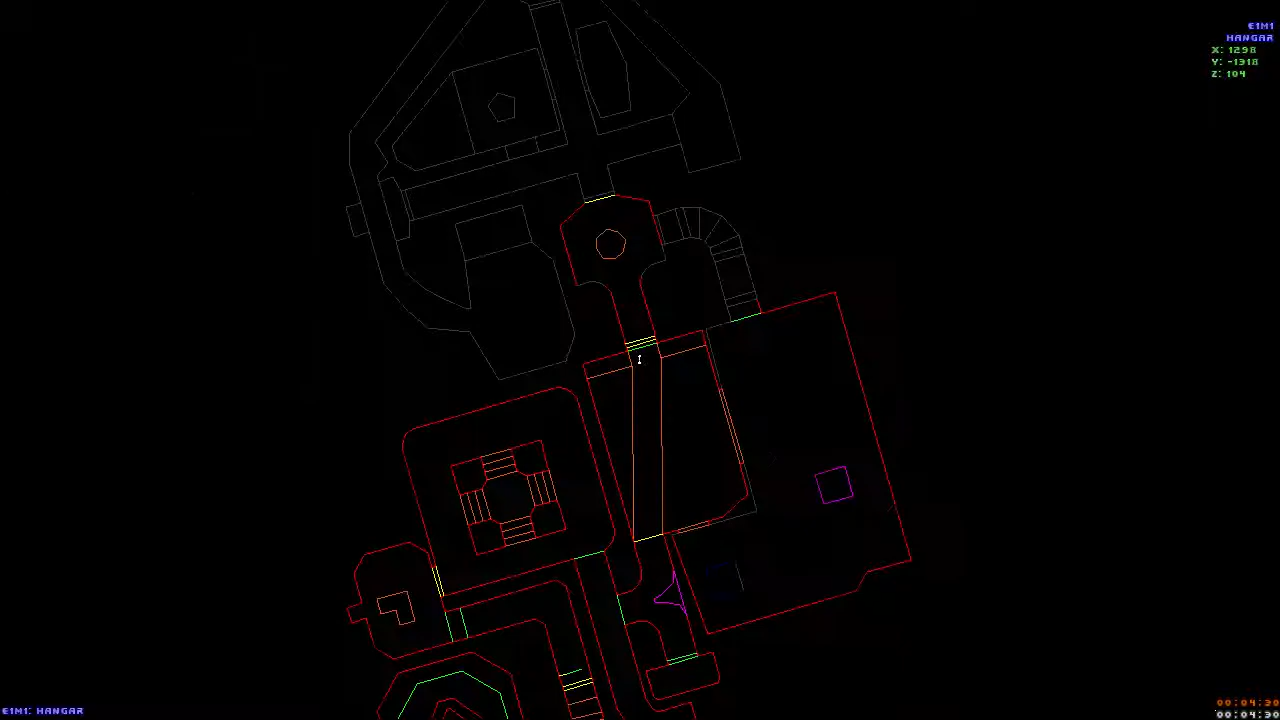 E1M1
HANGAR
X: 1298
Y: -1318
Z: 104
E1M1: HANGAR
00:04:30
00:04:30